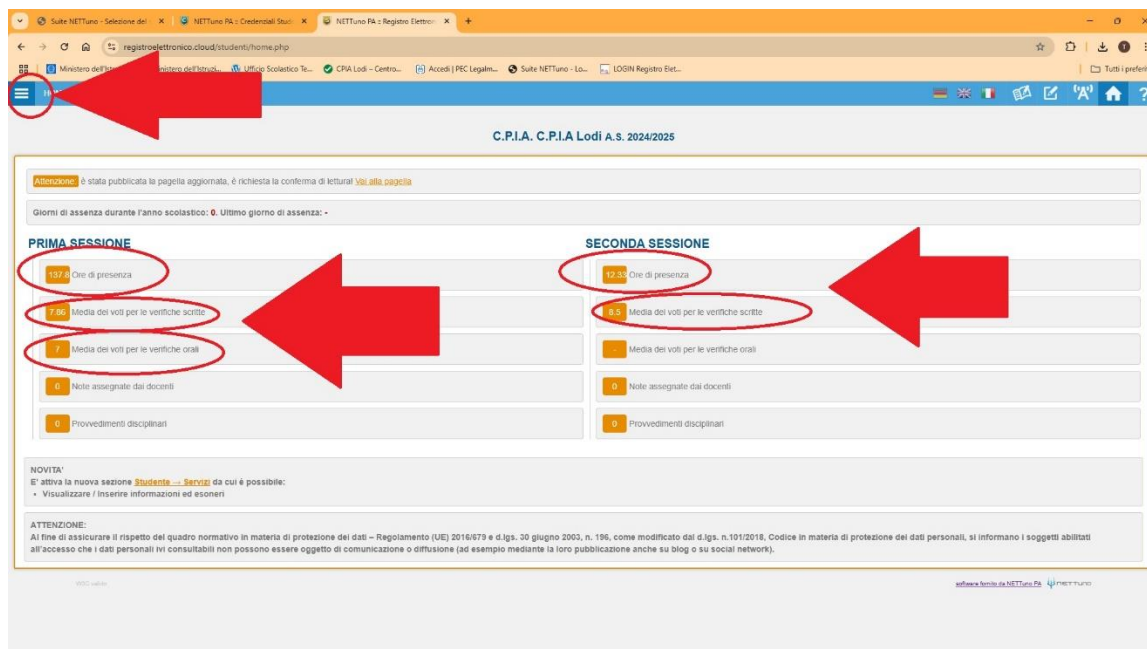 Suite NETTuno - Selezione del
NETTuno PA :: Credenziali Stud
NETTuno PA :: Registro Elettron
registroelettronico.cloud/studenti/home.php
Ufficio Scolastico Te...
CPIA Lodi – Centro...
Accedi | PEC Legalm...
Suite NETTuno - Lo...
LOGIN Registro Elet...
Tutti i preferiti
C.P.I.A. C.P.I.A Lodi A.S. 2024/2025
Attenzione: è stata pubblicata la pagella aggiornata, è richiesta la conferma di lettura! Vai alla pagella
Giorni di assenza durante l'anno scolastico: 0. Ultimo giorno di assenza: -
PRIMA SESSIONE
137.8 Ore di presenza
7.86 Media dei voti per le verifiche scritte
7 Media dei voti per le verifiche orali
0 Note assegnate dai docenti
0 Provvedimenti disciplinari
SECONDA SESSIONE
12.33 Ore di presenza
8.5 Media dei voti per le verifiche scritte
- Media dei voti per le verifiche orali
0 Note assegnate dai docenti
0 Provvedimenti disciplinari
NOVITA'
E' attiva la nuova sezione Studente → Servizi da cui è possibile:
• Visualizzare / Inserire informazioni ed esoneri
ATTENZIONE:
Al fine di assicurare il rispetto del quadro normativo in materia di protezione dei dati – Regolamento (UE) 2016/679 e d.lgs. 30 giugno 2003, n. 196, come modificato dal d.lgs. n.101/2018, Codice in materia di protezione dei dati personali, si informano i soggetti abilitati
all'accesso che i dati personali ivi consultabili non possono essere oggetto di comunicazione o diffusione (ad esempio mediante la loro pubblicazione anche su blog o su social network).
software fornito da NETTuno PA NETTUNO